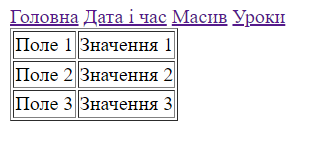 Головна Дата і час Масив Уроки
Поле 1 Значення 1
Поле 2 Значення 2
Поле 3 Значення 3